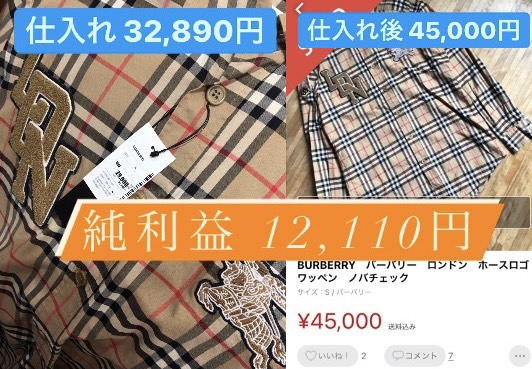 仕入れ 32,890円
仕入れ後 45,000円
BURBERRY
純利益 12,110円
BURBERRY バーバリー ロンドン ホースロゴ
ワッペン ノバチェック
サイズ：S / バーバリー
¥45,000 送料込み
いいね！ 2 コメント 7